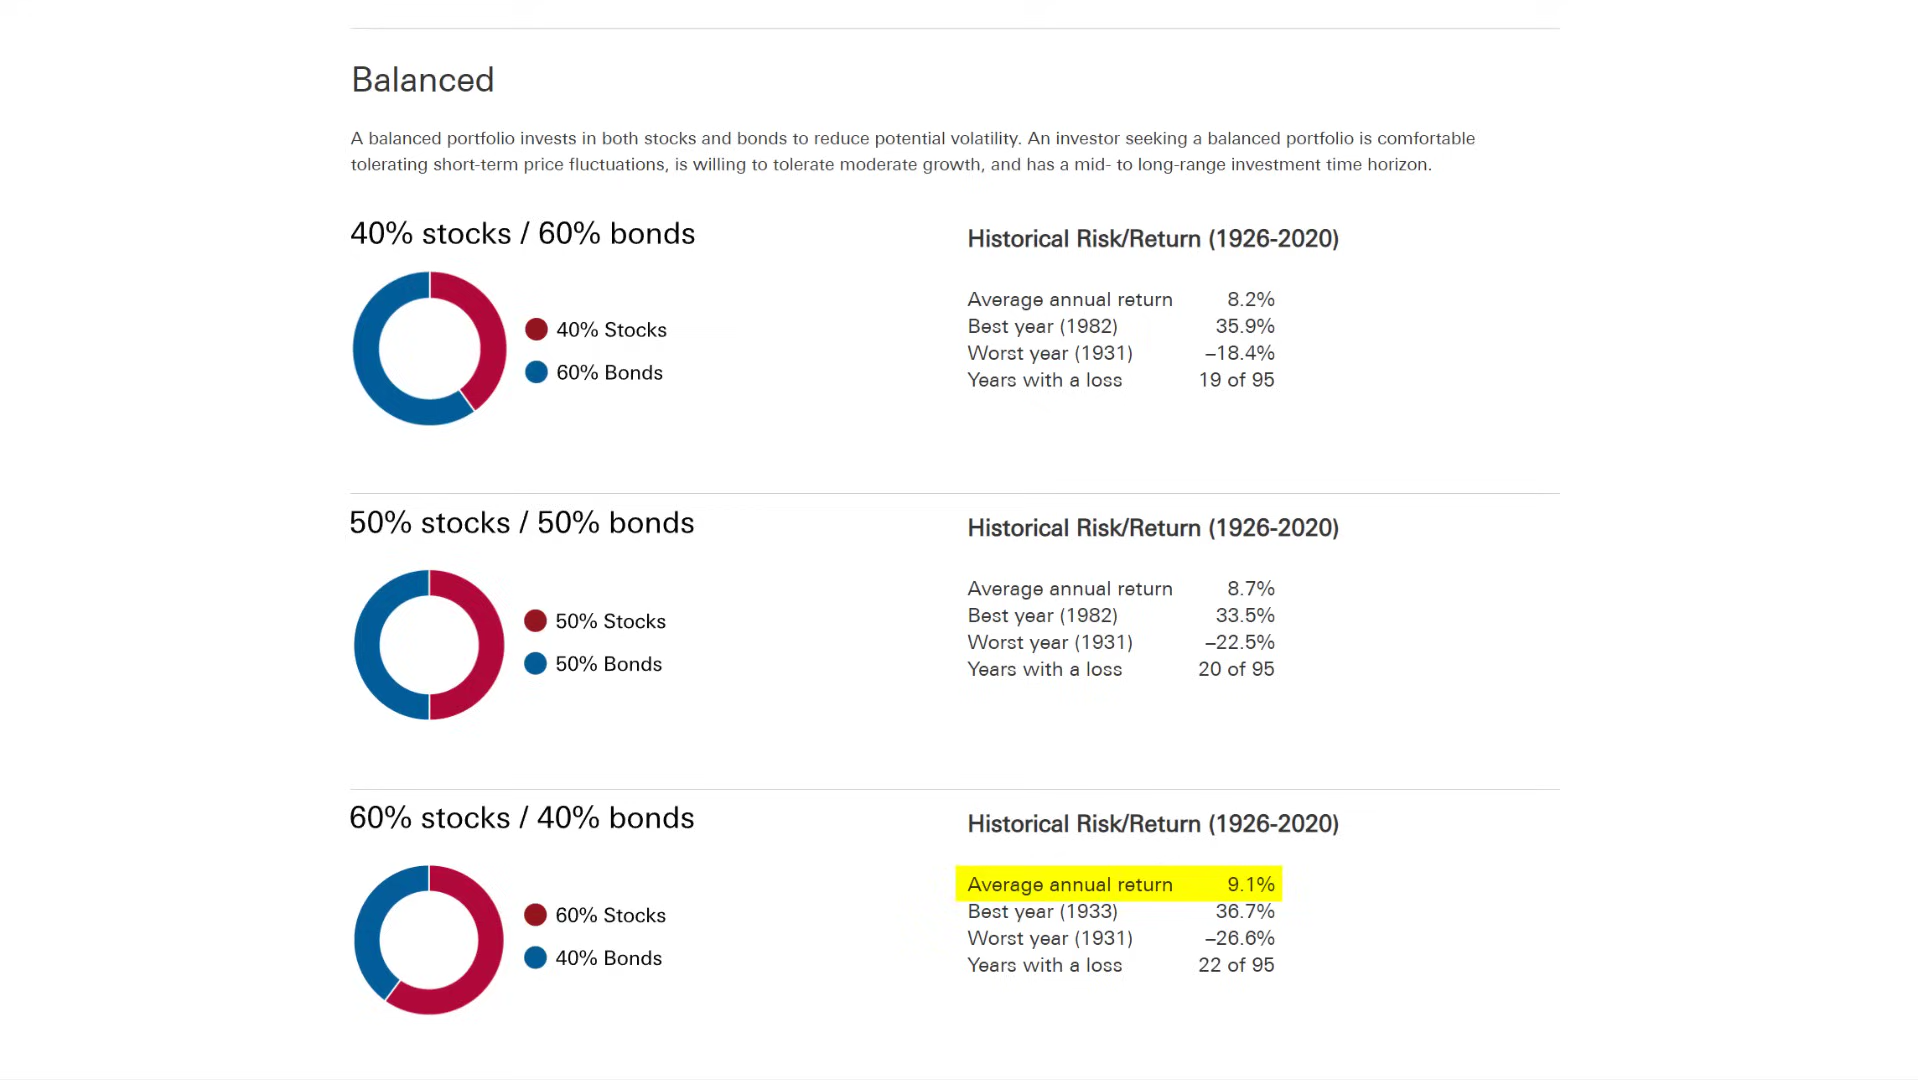 Balanced
A balanced portfolio invests in both stocks and bonds to reduce potential volatility. An investor seeking a balanced portfolio is comfortable
tolerating short-term price fluctuations, is willing to tolerate moderate growth, and has a mid- to long-range investment time horizon.
40% stocks / 60% bonds
40% Stocks
60% Bonds
Historical Risk/Return (1926-2020)
Average annual return 8.2%
Best year (1982) 35.9%
Worst year (1931) –18.4%
Years with a loss 19 of 95
50% stocks / 50% bonds
50% Stocks
50% Bonds
Historical Risk/Return (1926-2020)
Average annual return 8.7%
Best year (1982) 33.5%
Worst year (1931) –22.5%
Years with a loss 20 of 95
60% stocks / 40% bonds
60% Stocks
40% Bonds
Historical Risk/Return (1926-2020)
Average annual return 9.1%
Best year (1933) 36.7%
Worst year (1931) –26.6%
Years with a loss 22 of 95